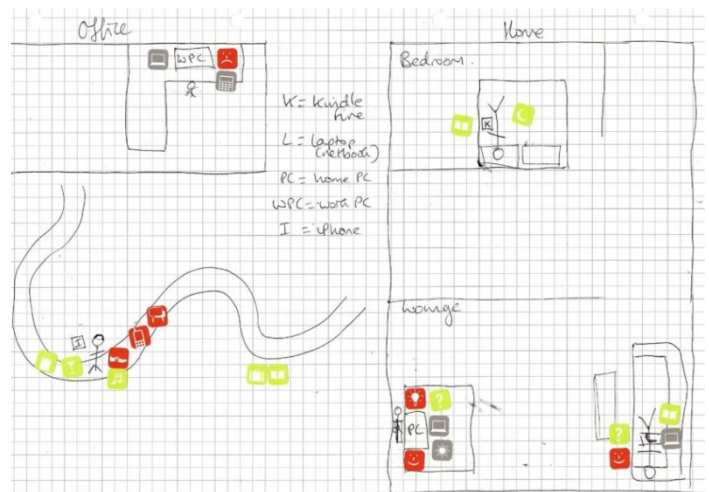 Office
WPC
K = Kindle
fire
L = Laptop
(netbook)
PC = home PC
WPC = work PC
I = iPhone
I
Home
Bedroom.
K
Lounge
PC
?
?
L